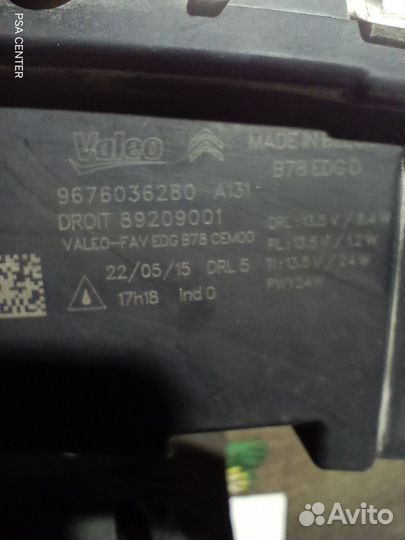 PSA CENTER
Valeo
MADE IN
B78 EDG D
9676036280 A131
DROIT 89209001
DRL : 13.5 V / 8.4 W
VALEO-FAV EDG B78 CEM00
PL : 13.5 V / 1.2 W
22/05/15 DRL 5
TI : 13.5 V / 24 W
17h18 ind 0
PWY24W
Avito